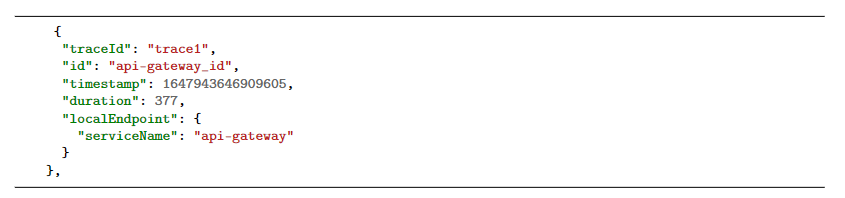 {
"traceId": "trace1",
"id": "api-gateway_id",
"timestamp": 1647943646909605,
"duration": 377,
"localEndpoint": {
"serviceName": "api-gateway"
}
},